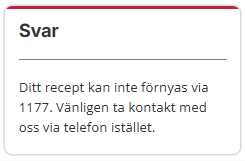 Svar
Ditt recept kan inte förnyas via
1177. Vänligen ta kontakt med
oss via telefon istället.